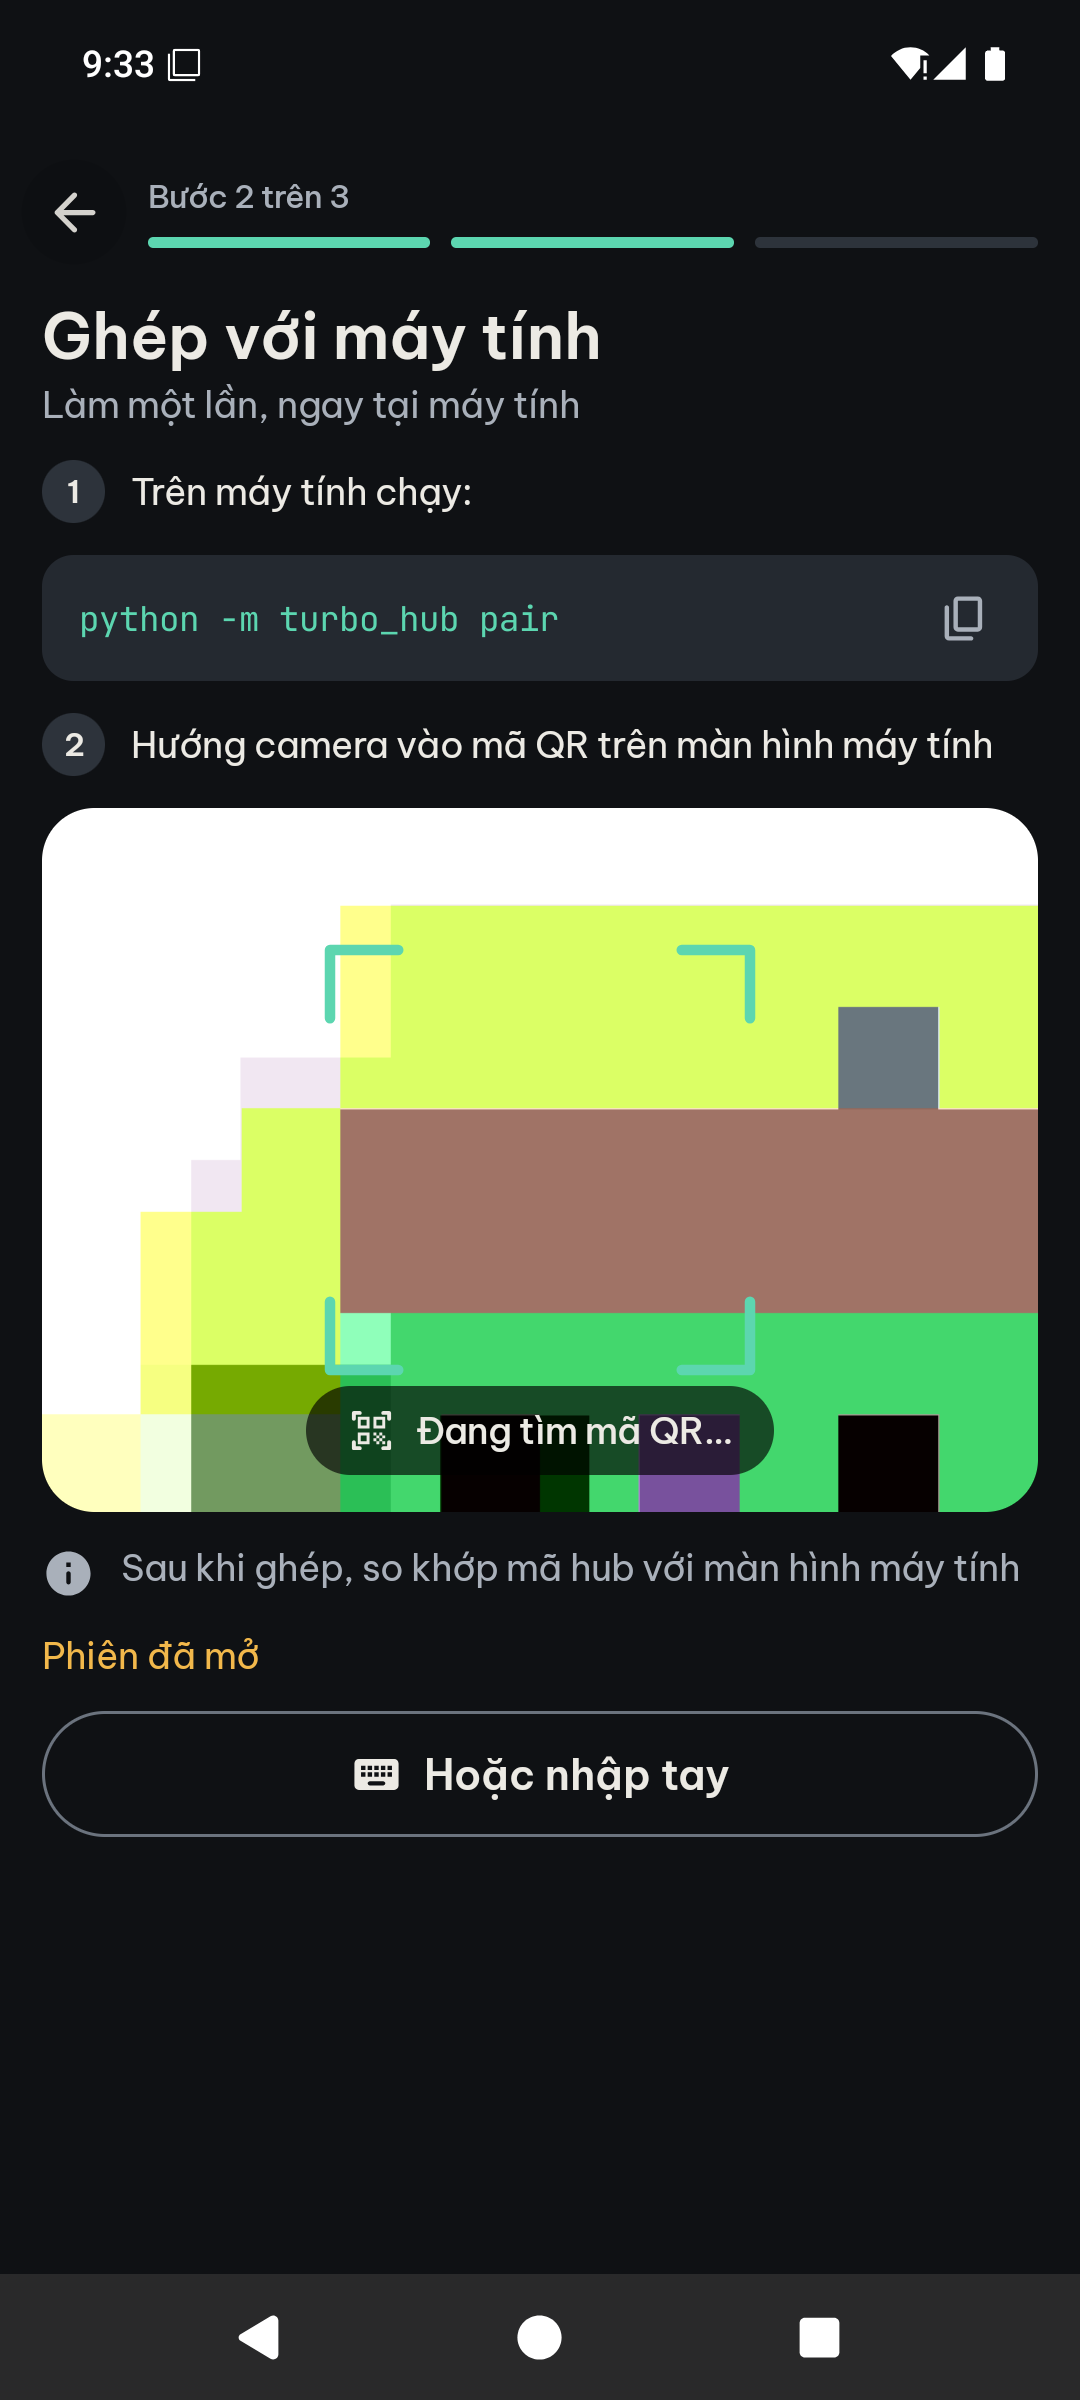 9:33
Bước 2 trên 3
Ghép với máy tính
Làm một lần, ngay tại máy tính
1 Trên máy tính chạy:
python -m turbo_hub pair
2 Hướng camera vào mã QR trên màn hình máy tính
Đang tìm mã QR...
Sau khi ghép, so khớp mã hub với màn hình máy tính
Phiên đã mở
Hoặc nhập tay